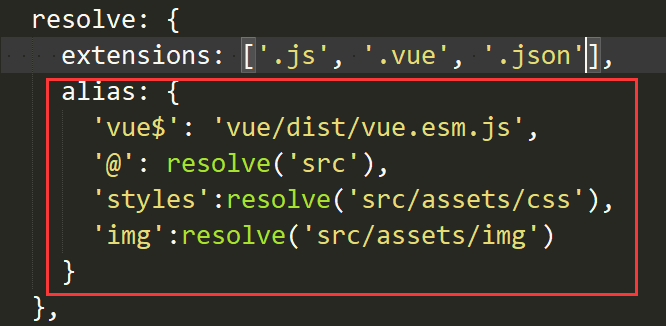 resolve: {
extensions: ['.js', '.vue', '.json'],
alias: {
'vue$': 'vue/dist/vue.esm.js',
'@': resolve('src'),
'styles':resolve('src/assets/css'),
'img':resolve('src/assets/img')
}
},